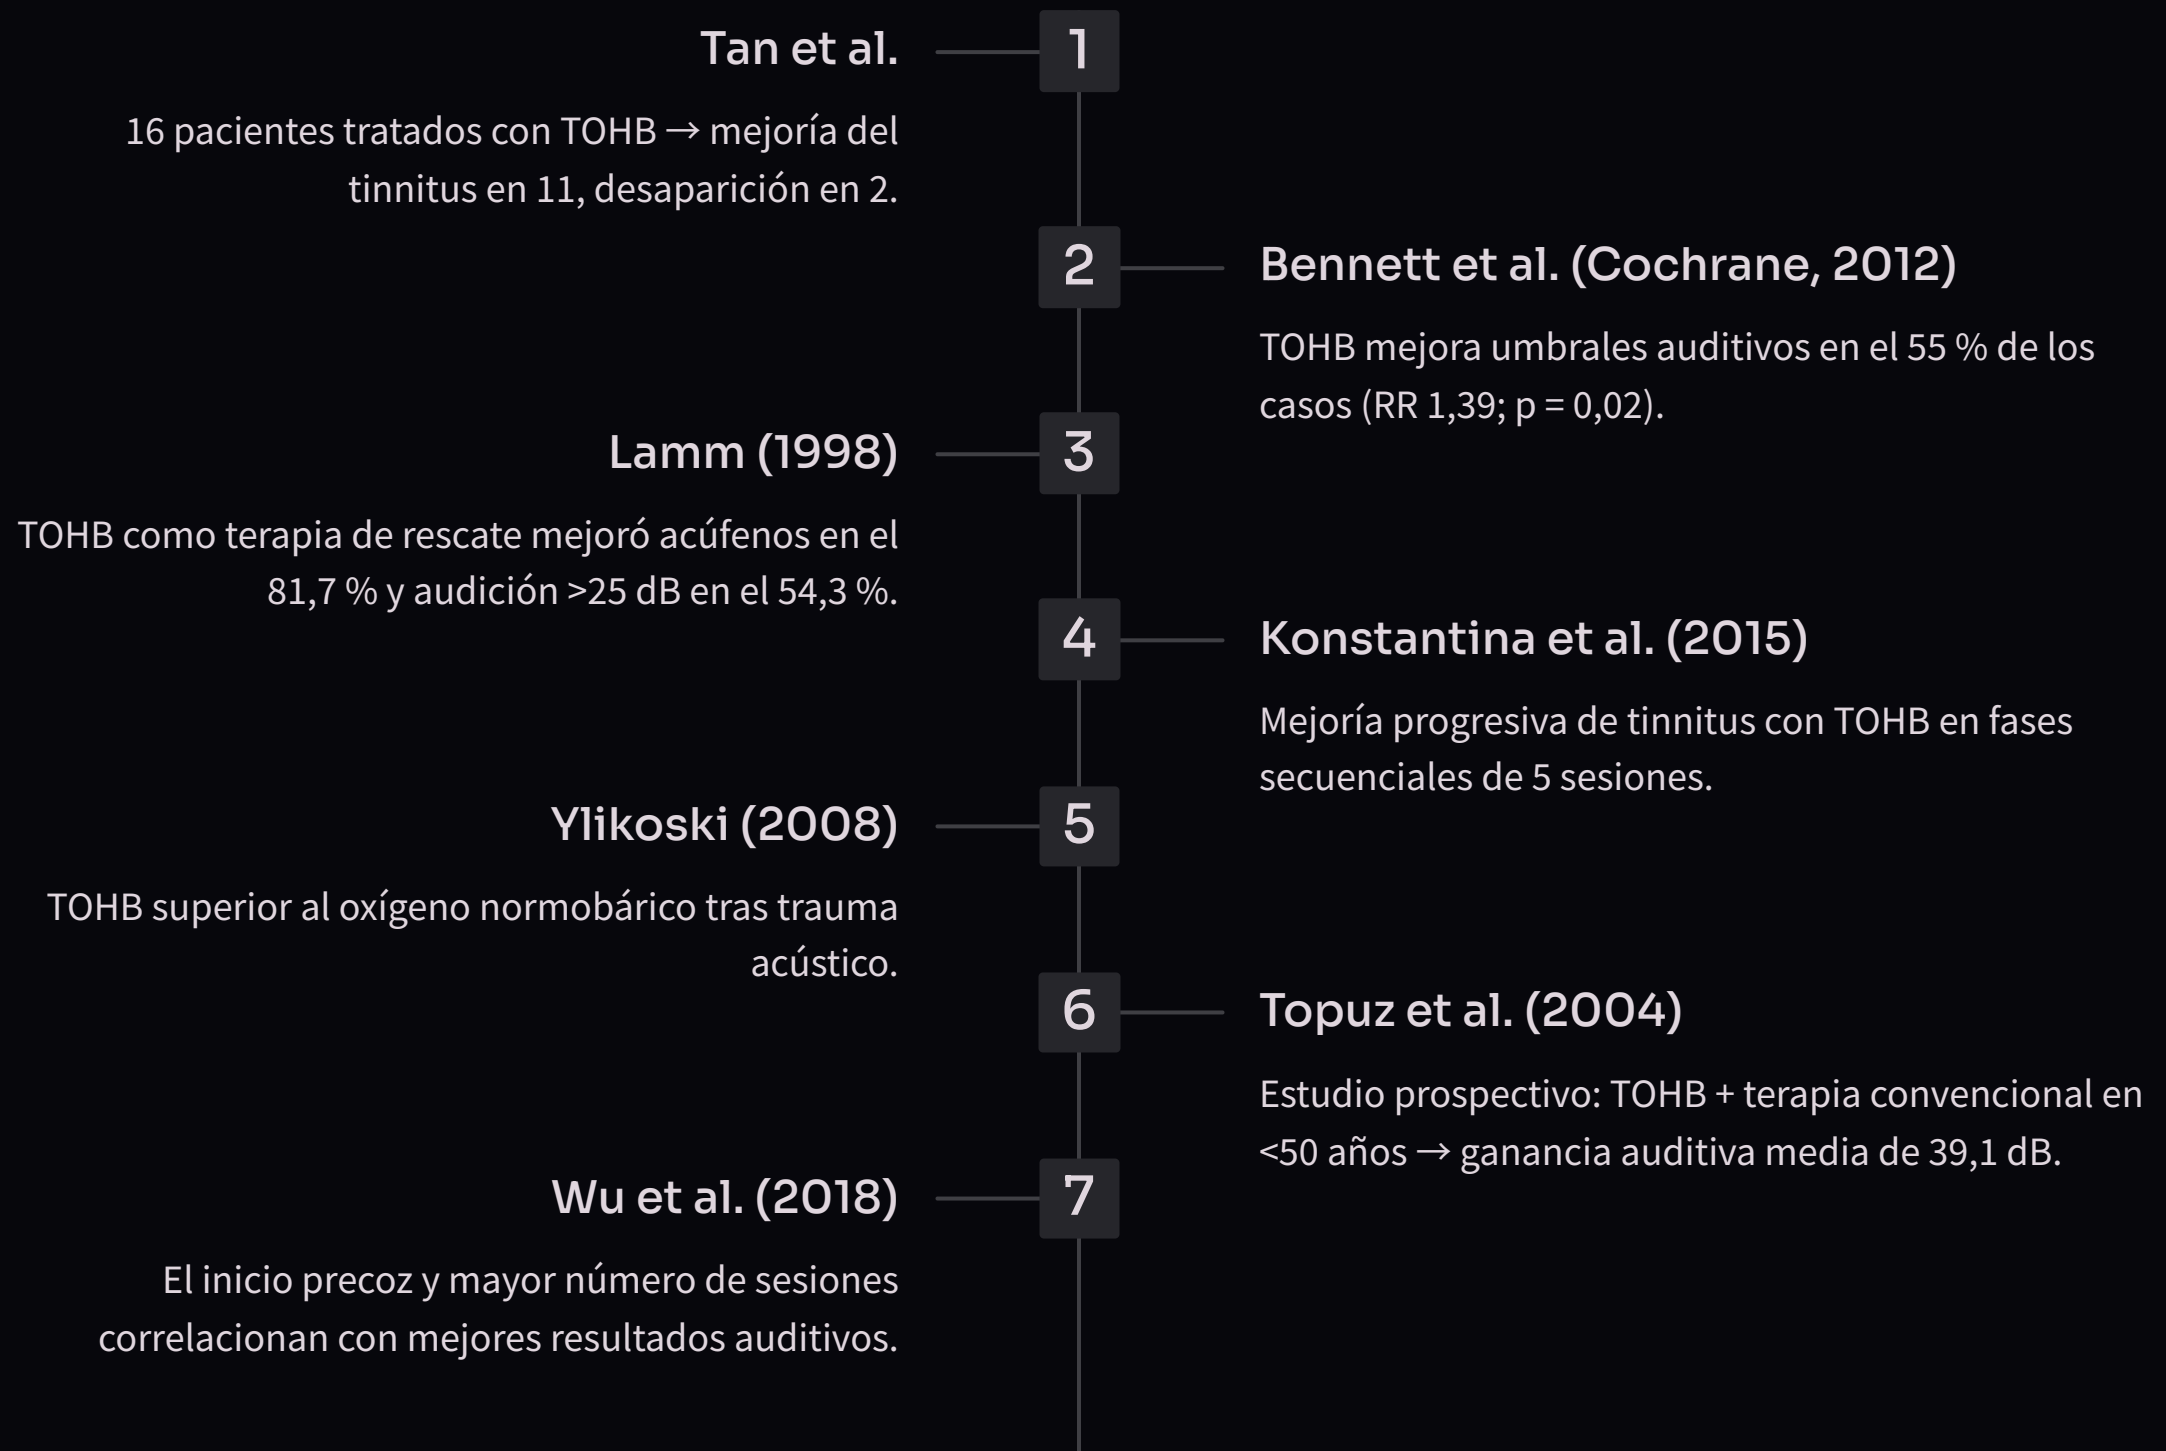 Tan et al.
1
16 pacientes tratados con TOHB → mejoría del
tinnitus en 11, desaparición en 2.
2
Bennett et al. (Cochrane, 2012)
TOHB mejora umbrales auditivos en el 55 % de los
casos (RR 1,39; p = 0,02).
Lamm (1998)
3
TOHB como terapia de rescate mejoró acúfenos en el
81,7 % y audición >25 dB en el 54,3 %.
4
Konstantina et al. (2015)
Mejoría progresiva de tinnitus con TOHB en fases
secuenciales de 5 sesiones.
Ylikoski (2008)
5
TOHB superior al oxígeno normobárico tras trauma
acústico.
6
Topuz et al. (2004)
Estudio prospectivo: TOHB + terapia convencional en
<50 años → ganancia auditiva media de 39,1 dB.
Wu et al. (2018)
7
El inicio precoz y mayor número de sesiones
correlacionan con mejores resultados auditivos.